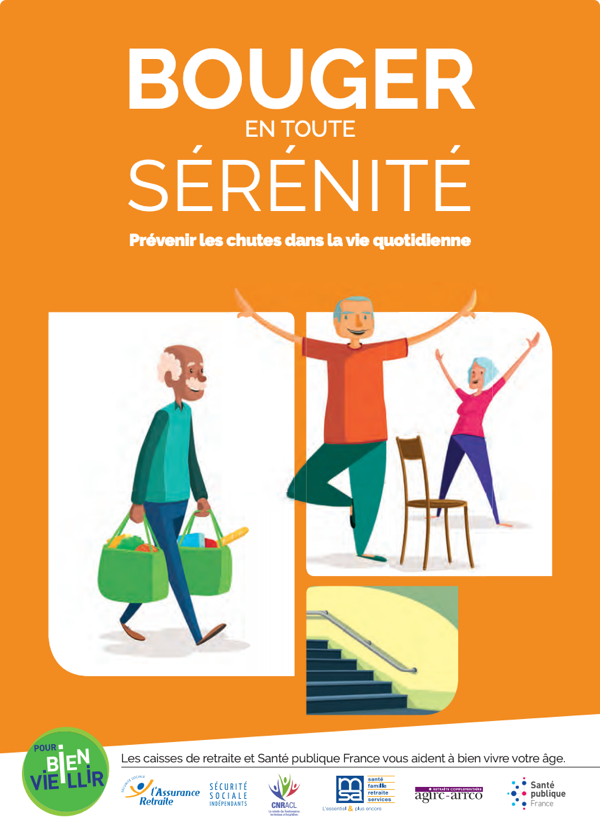 BOUGER
EN TOUTE
SÉRÉNITÉ
Prévenir les chutes dans la vie quotidienne
POUR
BIEN
VIEILLIR
Les caisses de retraite et Santé publique France vous aident à bien vivre votre âge.
l'Assurance
Retraite
SÉCURITÉ
SOCIALE
INDÉPENDANTS
CNRACL
msa
santé
famille
retraite
services
L'essentiel & plus encore
RETRAITE COMPLÉMENTAIRE
agirc-arrco
Santé
publique
France